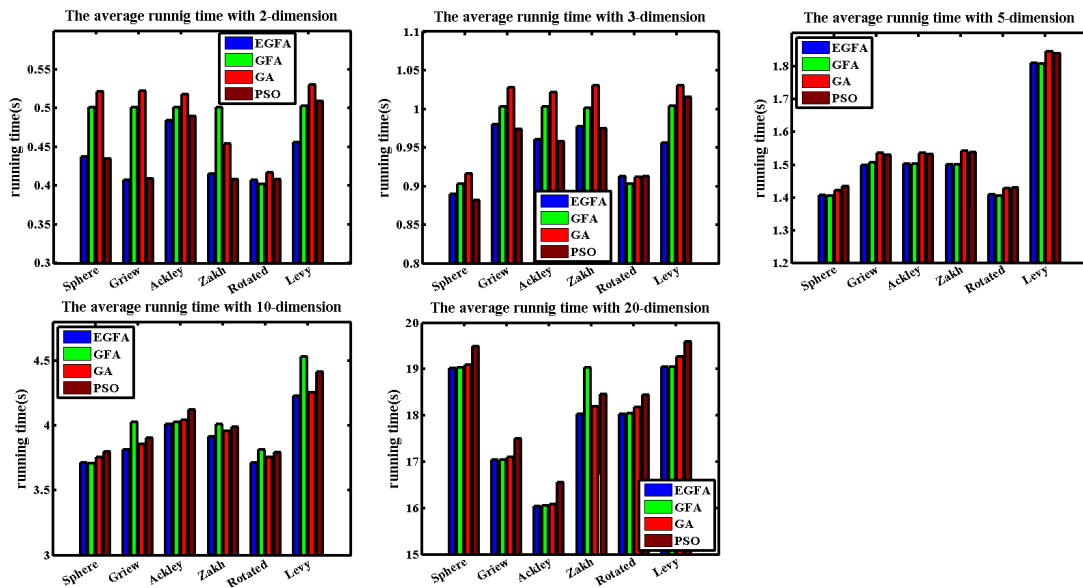 The average runnig time with 2-dimension
running time(s)
0.55
0.5
0.45
0.4
0.35
0.3
EGFA
GFA
GA
PSO
Sphere
Griew
Ackley
Zakh
Rotated
Levy
The average runnig time with 3-dimension
running time(s)
1.1
1.05
1
0.95
0.9
0.85
0.8
EGFA
GFA
GA
PSO
Sphere
Griew
Ackley
Zakh
Rotated
Levy
The average runnig time with 5-dimension
running time(s)
1.8
1.7
1.6
1.5
1.4
1.3
1.2
EGFA
GFA
GA
PSO
Sphere
Griew
Ackley
Zakh
Rotated
Levy
The average runnig time with 10-dimension
running time(s)
4.5
4
3.5
3
EGFA
GFA
GA
PSO
Sphere
Griew
Ackley
Zakh
Rotated
Levy
The average runnig time with 20-dimension
running time(s)
20
19
18
17
16
15
EGFA
GFA
GA
PSO
Sphere
Griew
Ackley
Zakh
Rotated
Levy